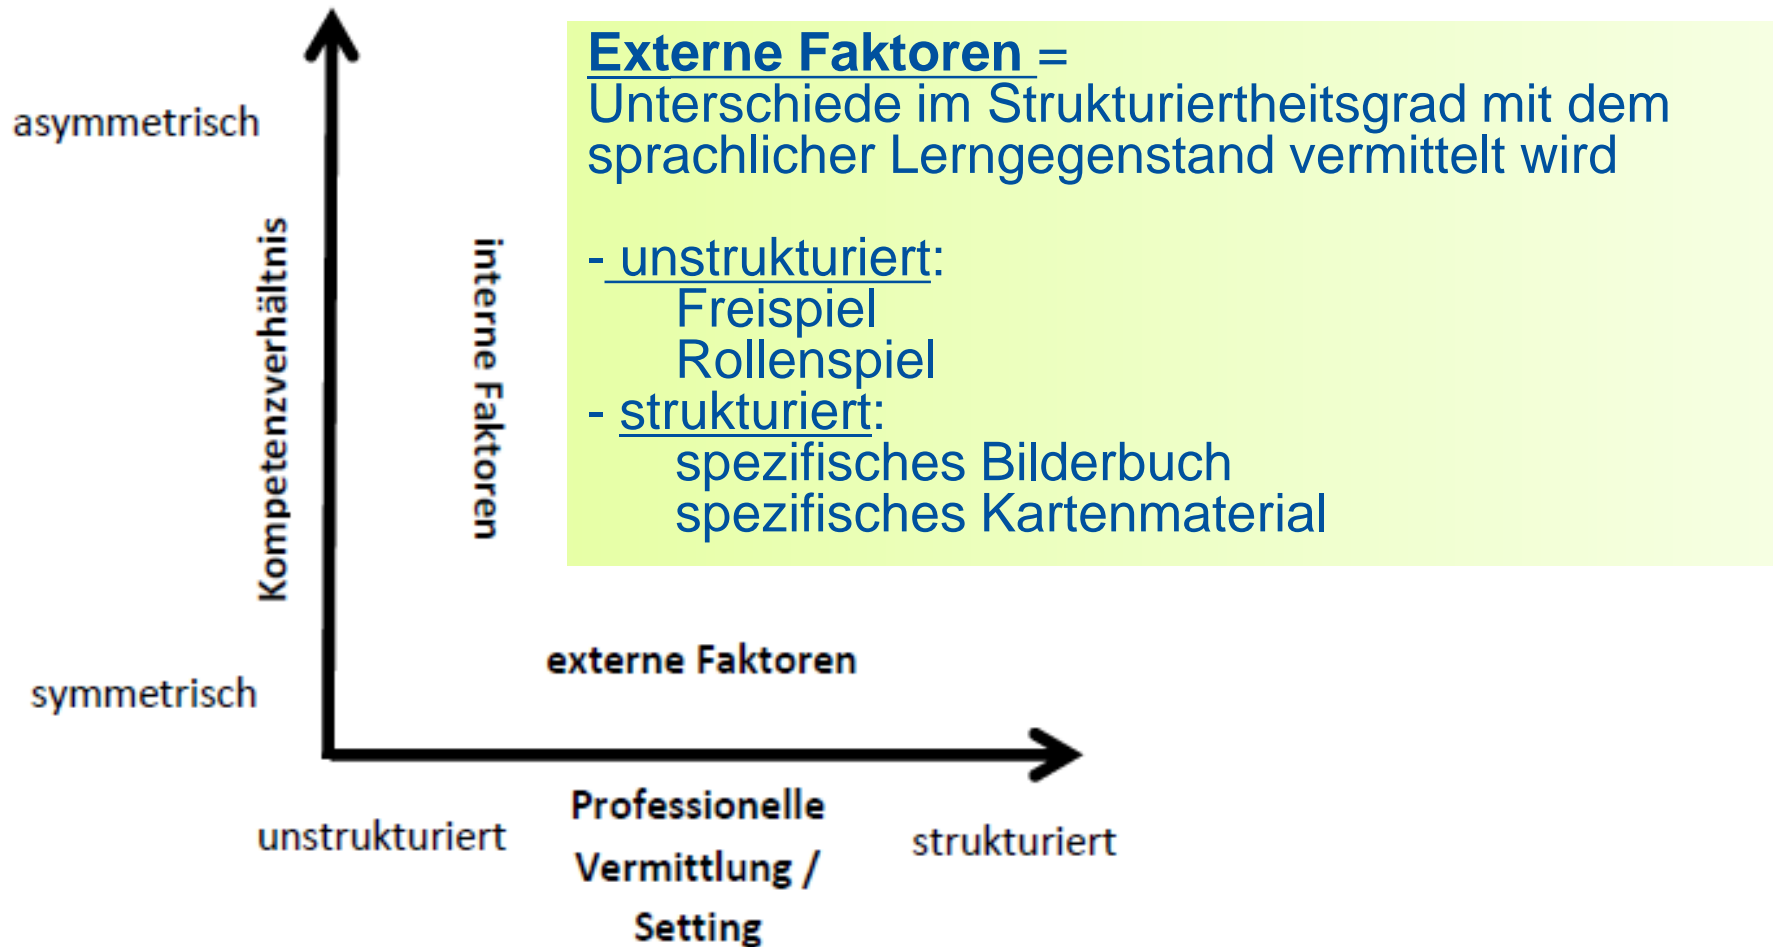 Externe Faktoren =
Unterschiede im Strukturiertheitsgrad mit dem
sprachlicher Lerngegenstand vermittelt wird
- unstrukturiert:
Freispiel
Rollenspiel
- strukturiert:
spezifisches Bilderbuch
spezifisches Kartenmaterial
asymmetrisch
Kompetenzverhältnis
interne Faktoren
symmetrisch
externe Faktoren
unstrukturiert
Professionelle
Vermittlung /
Setting
strukturiert